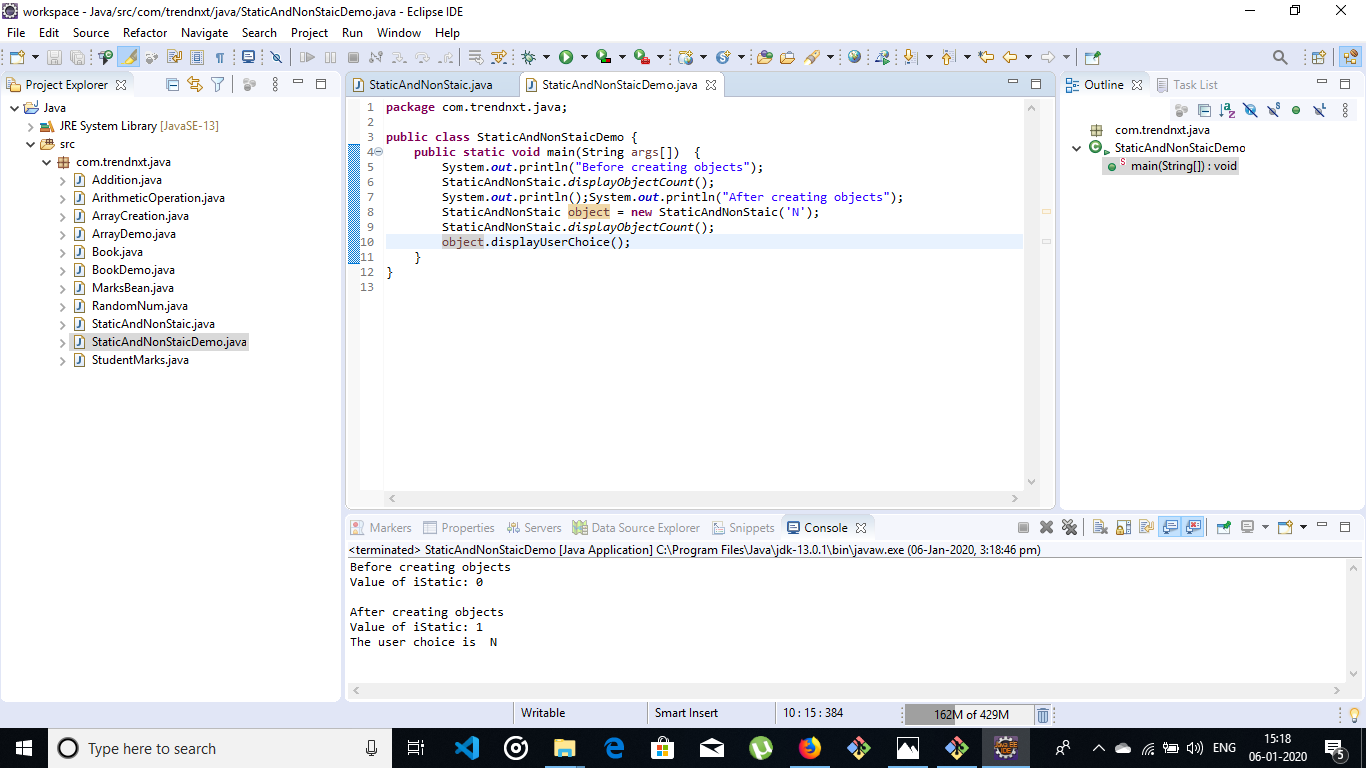 workspace - Java/src/com/trendnxt/java/StaticAndNonStaicDemo.java - Eclipse IDE
File Edit Source Refactor Navigate Search Project Run Window Help
Project Explorer
Java
JRE System Library [JavaSE-13]
src
com.trendnxt.java
Addition.java
ArithmeticOperation.java
ArrayCreation.java
ArrayDemo.java
Book.java
BookDemo.java
MarksBean.java
RandomNum.java
StaticAndNonStaic.java
StaticAndNonStaicDemo.java
StudentMarks.java
StaticAndNonStaic.java StaticAndNonStaicDemo.java
1 package com.trendnxt.java;
2
3 public class StaticAndNonStaicDemo {
4 public static void main(String args[]) {
5 System.out.println("Before creating objects");
6 StaticAndNonStaic.displayObjectCount();
7 System.out.println();System.out.println("After creating objects");
8 StaticAndNonStaic object = new StaticAndNonStaic('N');
9 StaticAndNonStaic.displayObjectCount();
10 object.displayUserChoice();
11 }
12 }
13
Outline Task List
com.trendnxt.java
StaticAndNonStaicDemo
main(String[]) : void
Markers Properties Servers Data Source Explorer Snippets Console
<terminated> StaticAndNonStaicDemo [Java Application] C:\Program Files\Java\jdk-13.0.1\bin\javaw.exe (06-Jan-2020, 3:18:46 pm)
Before creating objects
Value of iStatic: 0
After creating objects
Value of iStatic: 1
The user choice is N
Writable Smart Insert 10 : 15 : 384 162M of 429M
Type here to search
ENG
15:18
06-01-2020
5